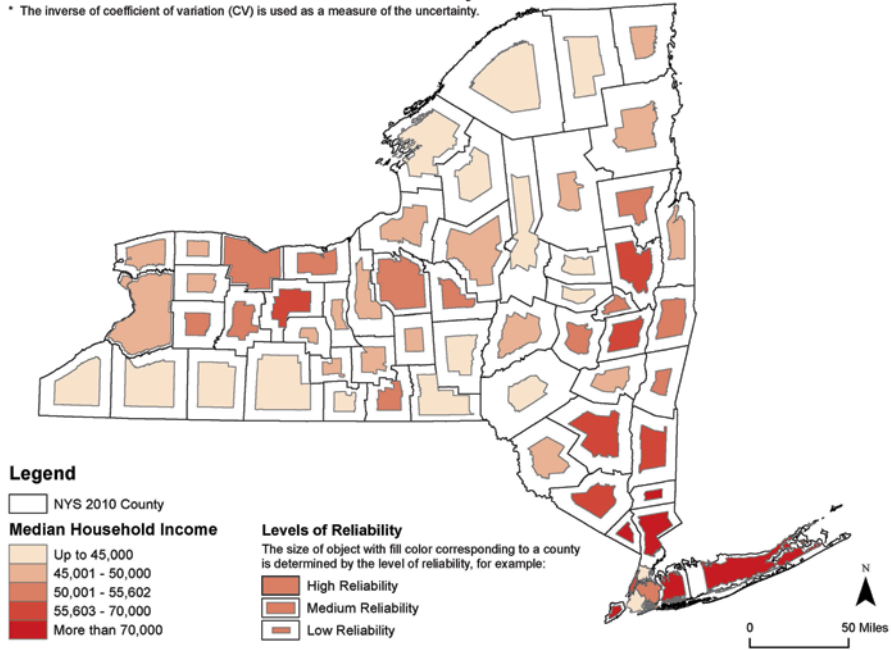 * The inverse of coefficient of variation (CV) is used as a measure of the uncertainty.
Legend
NYS 2010 County
Median Household Income
Up to 45,000
45,001 - 50,000
50,001 - 55,602
55,603 - 70,000
More than 70,000
Levels of Reliability
The size of object with fill color corresponding to a county
is determined by the level of reliability, for example:
High Reliability
Medium Reliability
Low Reliability
N
0 50 Miles